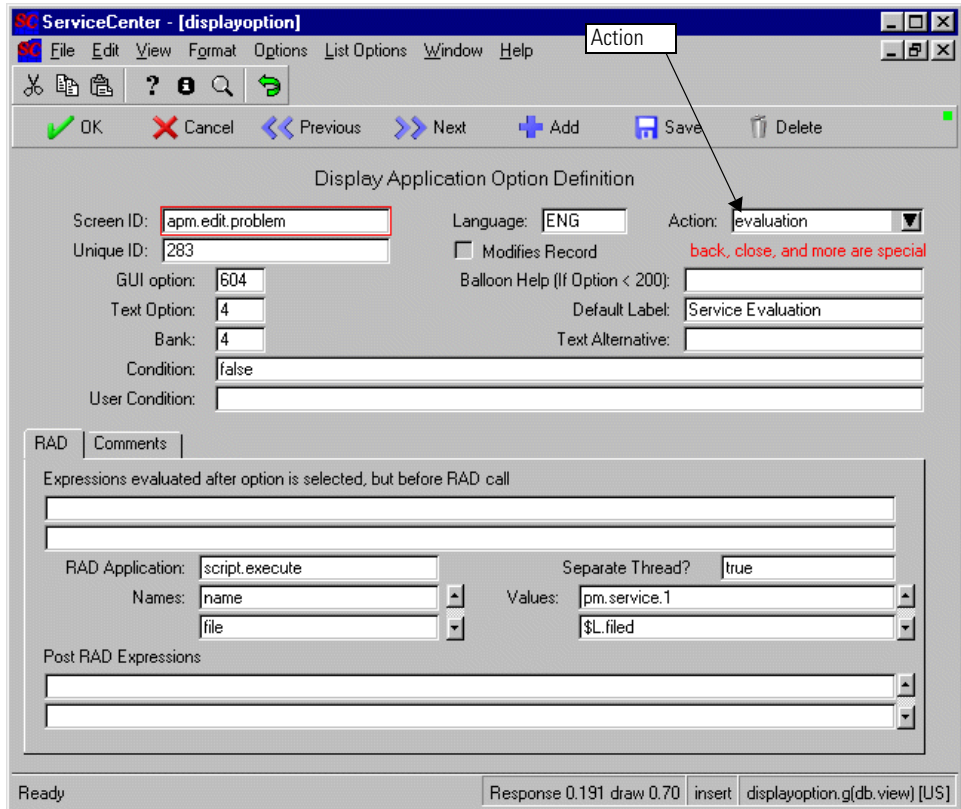 SC ServiceCenter - [displayoption]
SC File Edit View Format Options List Options Window Help
Action
OK Cancel Previous Next Add Save Delete
Display Application Option Definition
Screen ID: apm.edit.problem Language: ENG Action: evaluation
Unique ID: 283 Modifies Record back, close, and more are special
GUI option: 604 Balloon Help (If Option < 200):
Text Option: 4 Default Label: Service Evaluation
Bank: 4 Text Alternative:
Condition: false
User Condition:
RAD Comments
Expressions evaluated after option is selected, but before RAD call
RAD Application: script.execute Separate Thread? true
Names: name Values: pm.service.1
file $L.filed
Post RAD Expressions
Ready Response 0.191 draw 0.70 insert displayoption.g(db.view) [US]